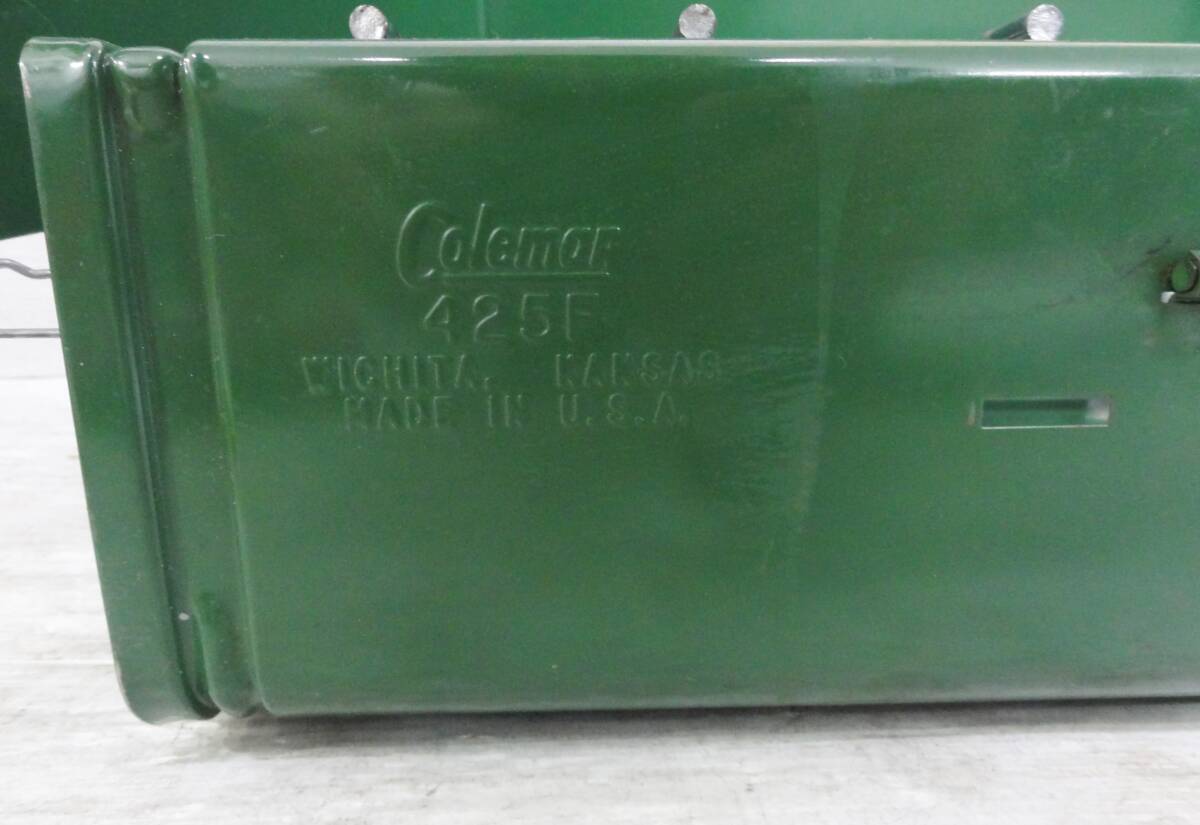 Coleman
425F
WICHITA, KANSAS
MADE IN U.S.A.